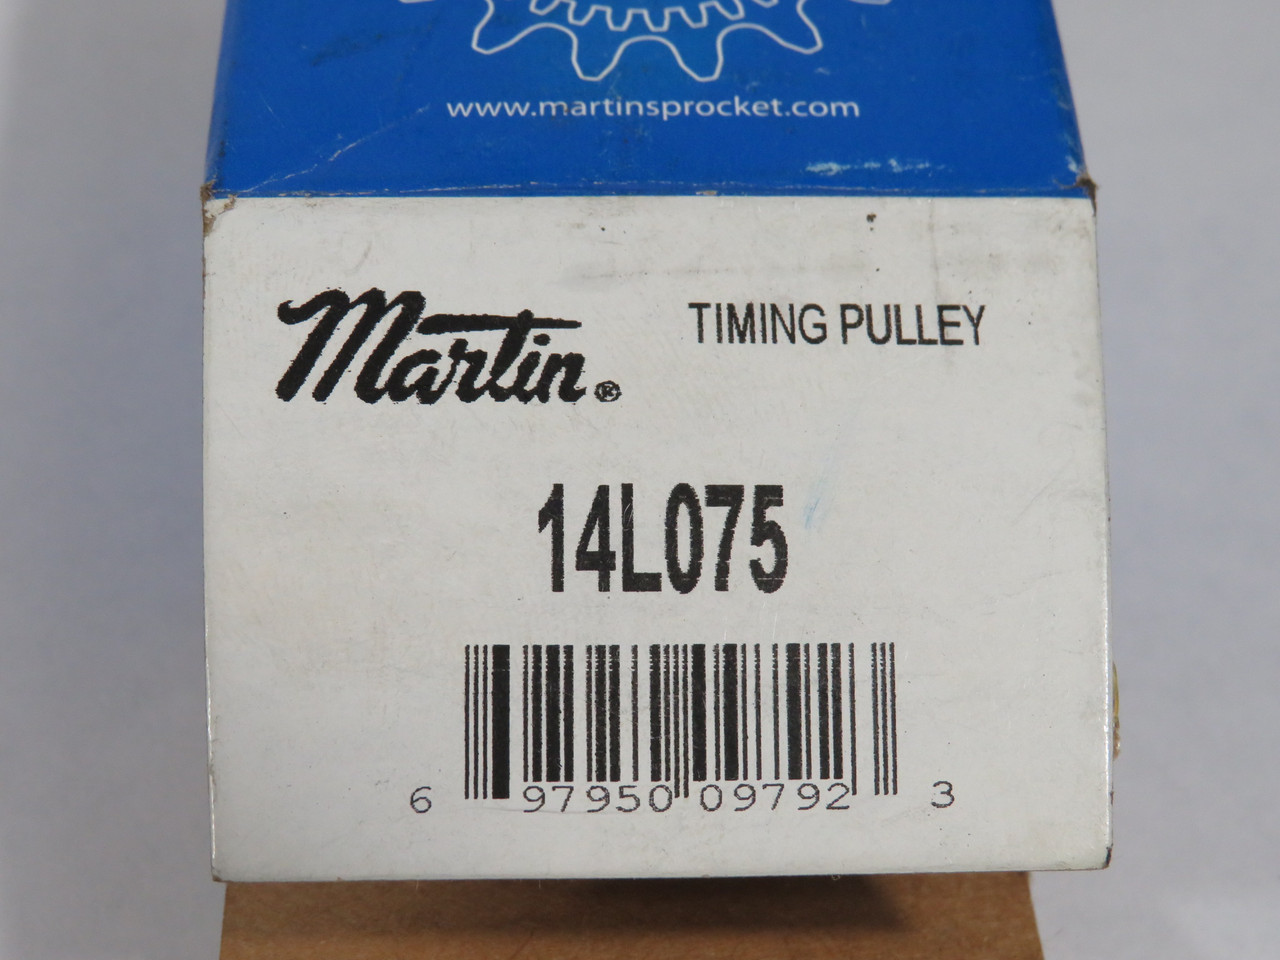 www.martinsprocket.com
Martin®
TIMING PULLEY
14L075
6 97950 09792 3